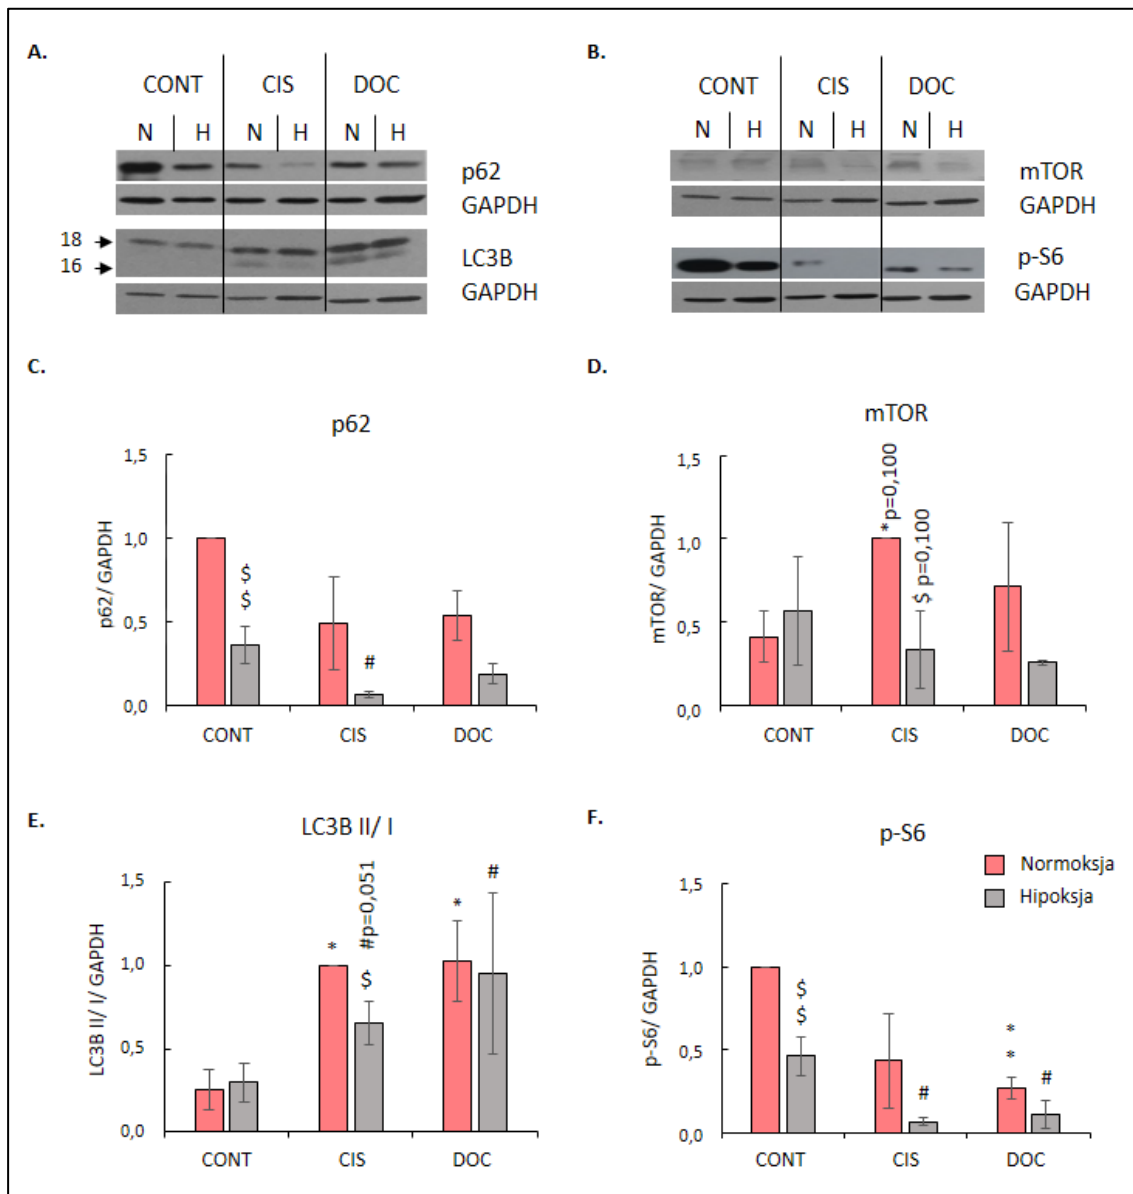 A.
CONT CIS DOC
N H N H N H
p62
GAPDH
18
LC3B
16
GAPDH
B.
CONT CIS DOC
N H N H N H
mTOR
GAPDH
p-S6
GAPDH
C.
p62
p62/ GAPDH
1,5
1,0
0,5
0,0
$
$
#
CONT CIS DOC
D.
mTOR
mTOR/ GAPDH
1,5
1,0
0,5
0,0
*p=0,100
$ p=0,100
CONT CIS DOC
E.
LC3B II/ I
LC3B II/ I/ GAPDH
1,5
1,0
0,5
0,0
*
#p=0,051
$
*
#
CONT CIS DOC
F.
p-S6
Normoksja
Hipoksja
p-S6/ GAPDH
1,5
1,0
0,5
0,0
$
$
#
*
*
#
CONT CIS DOC